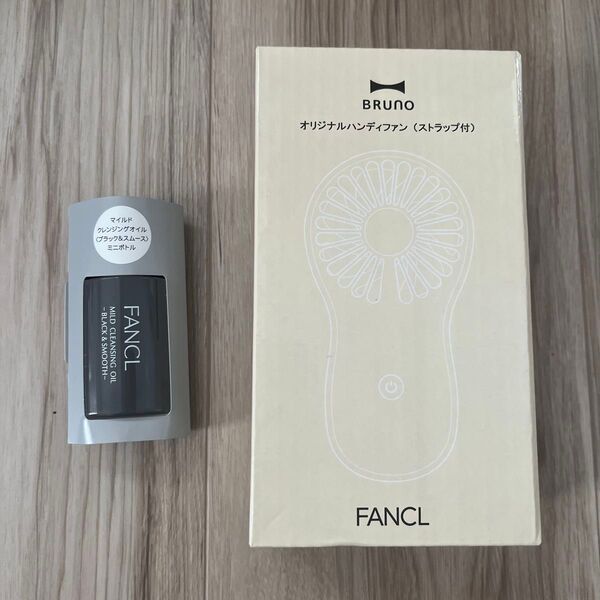 マイルド
クレンジングオイル
〈ブラック&スムース〉
ミニボトル
FANCL
MILD CLEANSING OIL
-BLACK & SMOOTH-
BRUNO
オリジナルハンディファン（ストラップ付）
FANCL